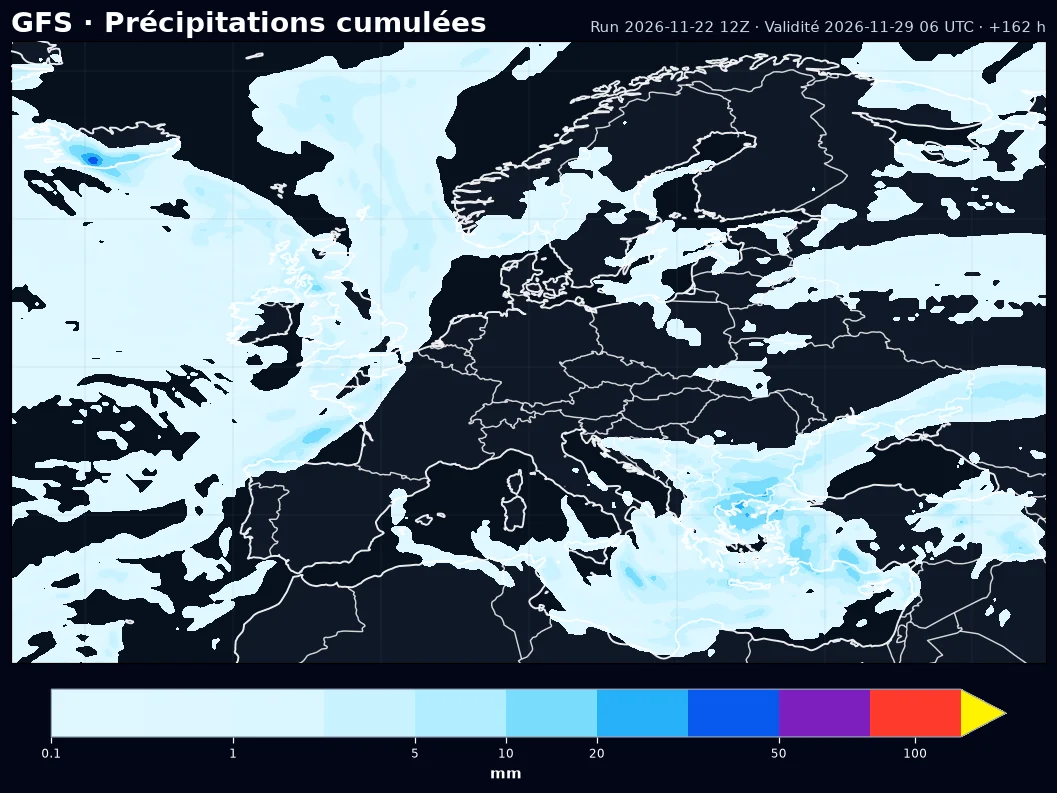 GFS · Précipitations cumulées
Run 2026-11-22 12Z · Validité 2026-11-29 06 UTC · +162 h
0.1 1 5 10 20 50 100
mm